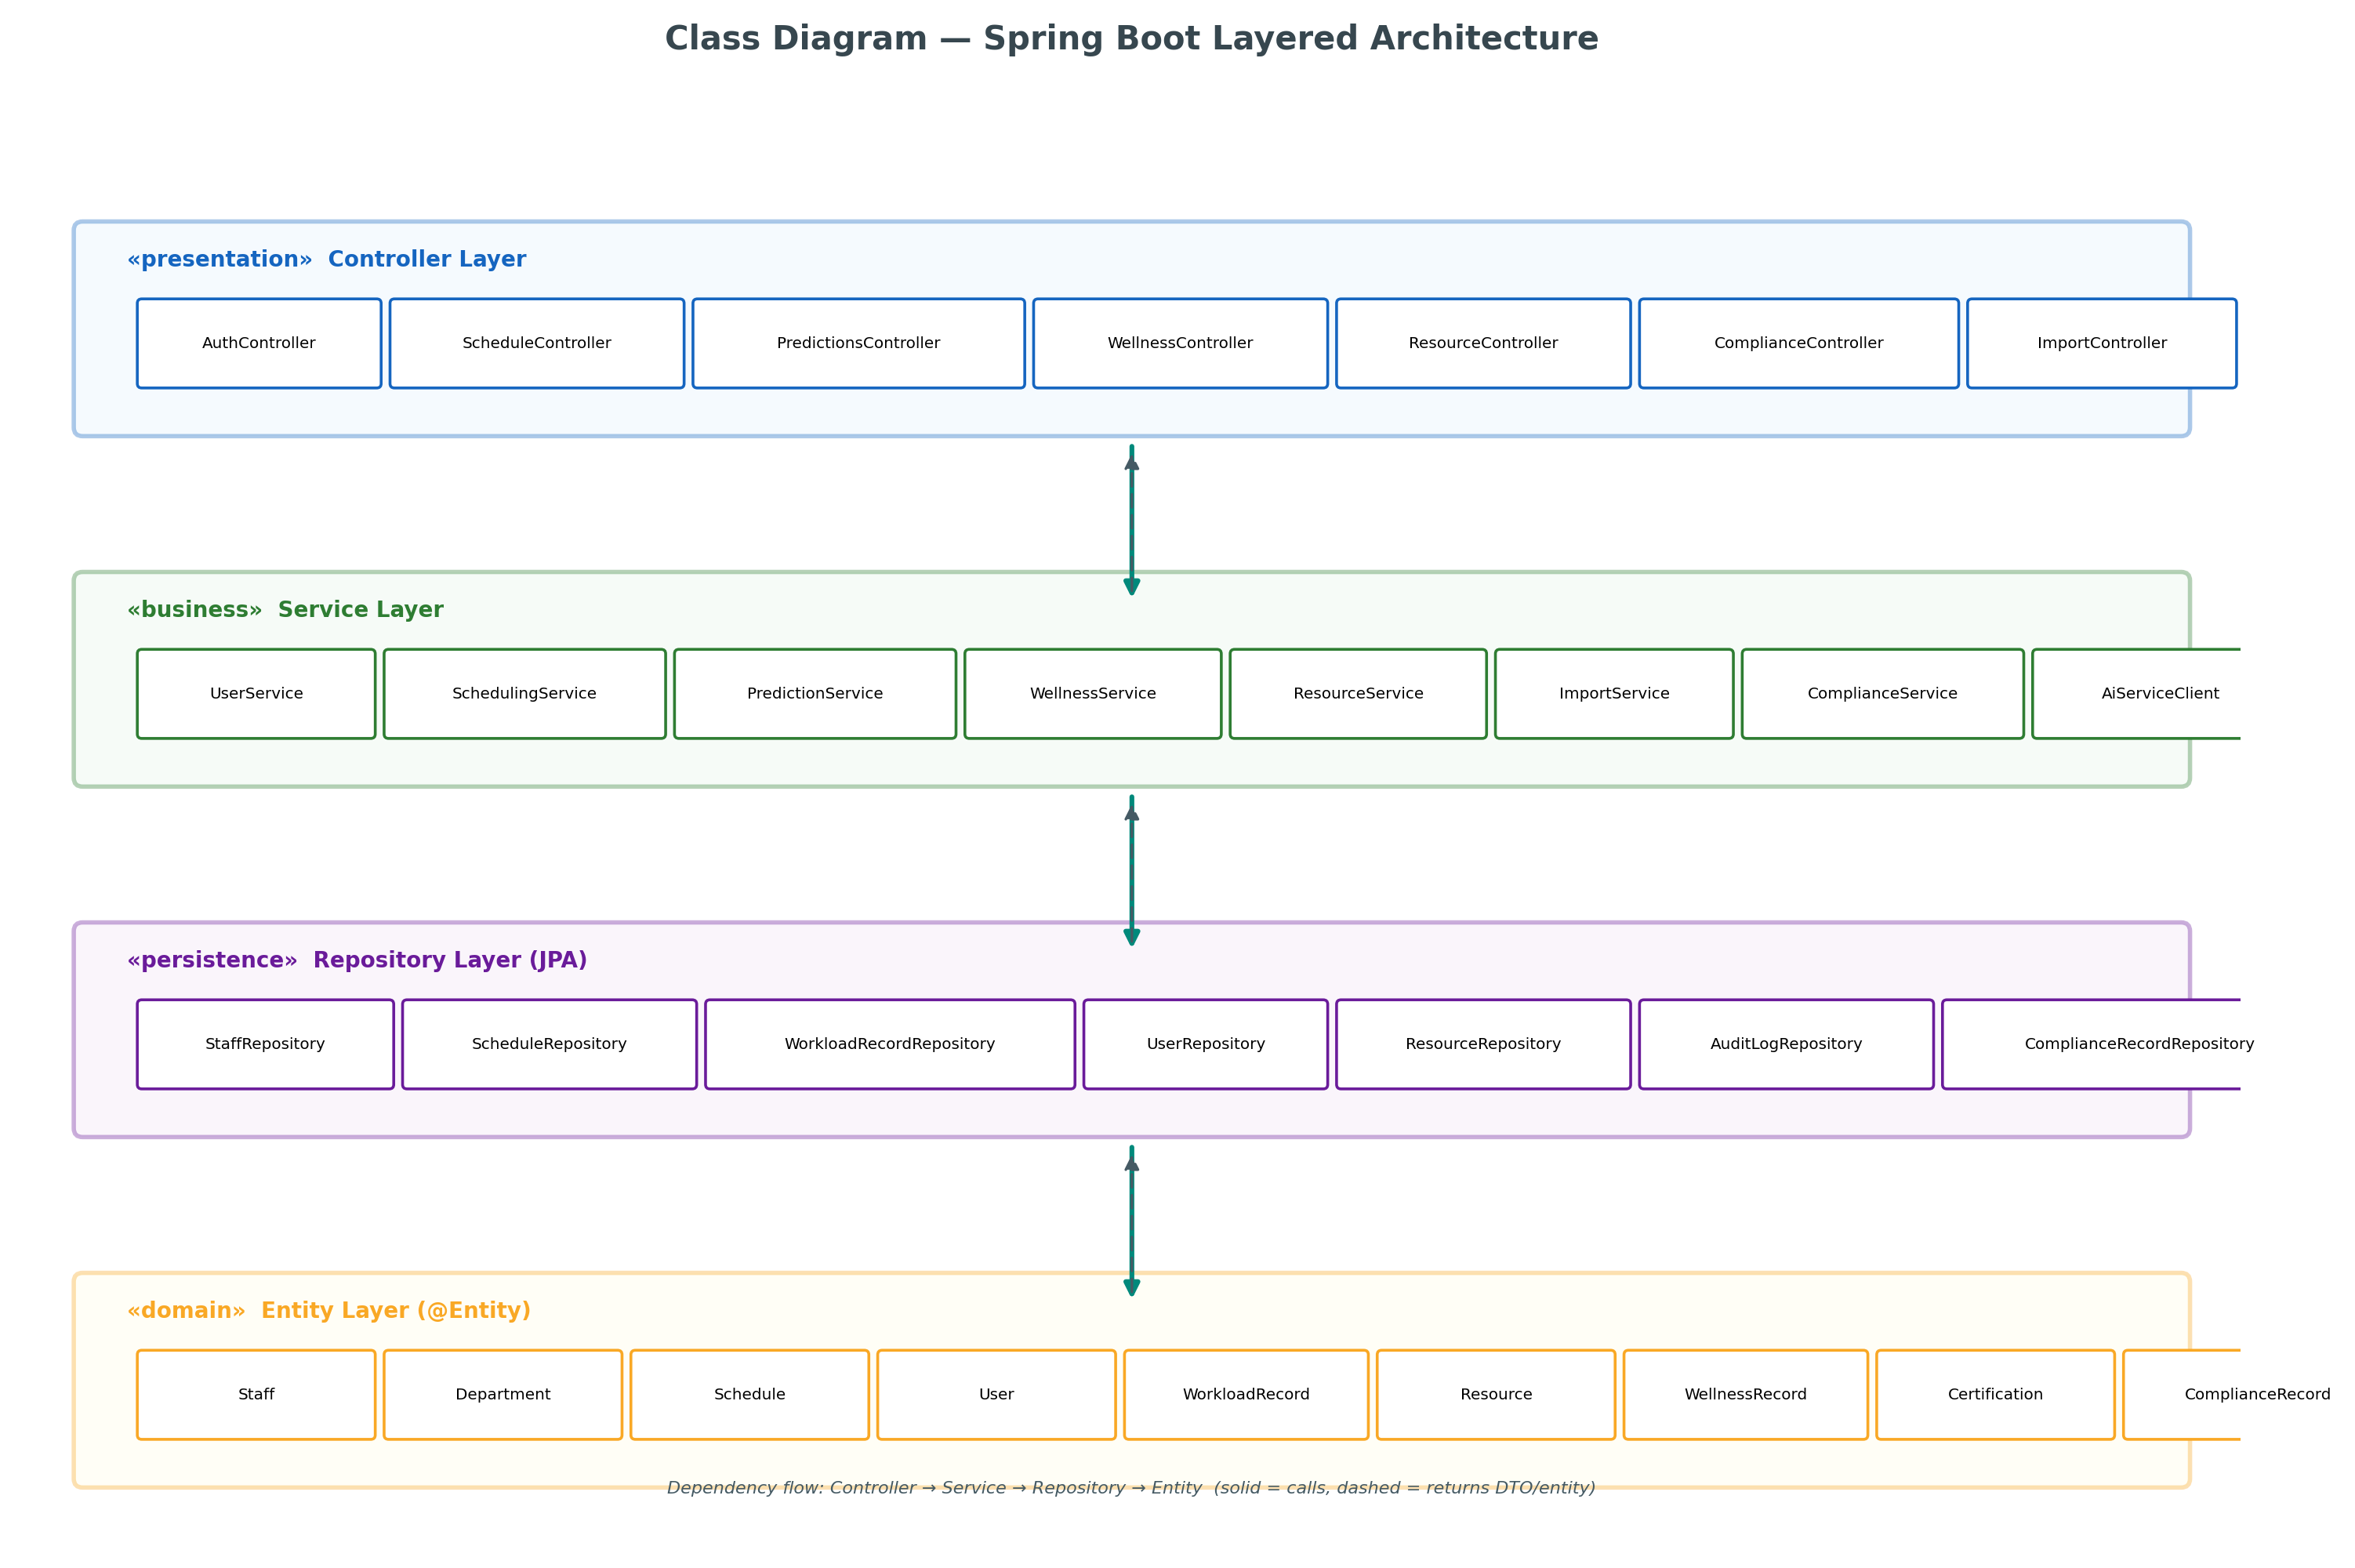 Class Diagram — Spring Boot Layered Architecture
«presentation»  Controller Layer
AuthController
ScheduleController
PredictionsController
WellnessController
ResourceController
ComplianceController
ImportController
«business»  Service Layer
UserService
SchedulingService
PredictionService
WellnessService
ResourceService
ImportService
ComplianceService
AiServiceClient
«persistence»  Repository Layer (JPA)
StaffRepository
ScheduleRepository
WorkloadRecordRepository
UserRepository
ResourceRepository
AuditLogRepository
ComplianceRecordRepository
«domain»  Entity Layer (@Entity)
Staff
Department
Schedule
User
WorkloadRecord
Resource
WellnessRecord
Certification
ComplianceRecord
Dependency flow: Controller → Service → Repository → Entity  (solid = calls, dashed = returns DTO/entity)